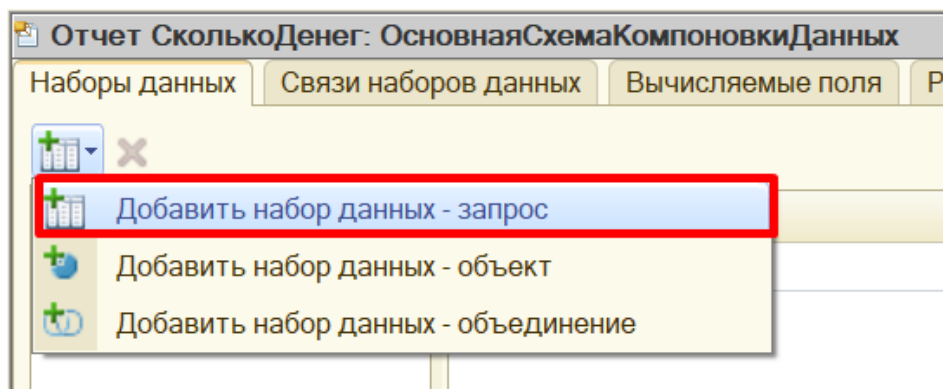 Отчет СколькоДенег: ОсновнаяСхемаКомпоновкиДанных
Наборы данных Связи наборов данных Вычисляемые поля Р
Добавить набор данных - запрос
Добавить набор данных - объект
Добавить набор данных - объединение